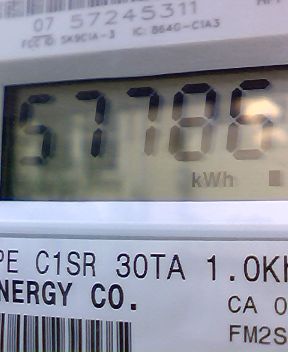 07 57245311
FCC ID SK9C1A-3 IC: 864G-C1A3
57786
kWh
PE C1SR 30TA 1.0Kh
NERGY CO.
CA 0
FM2S